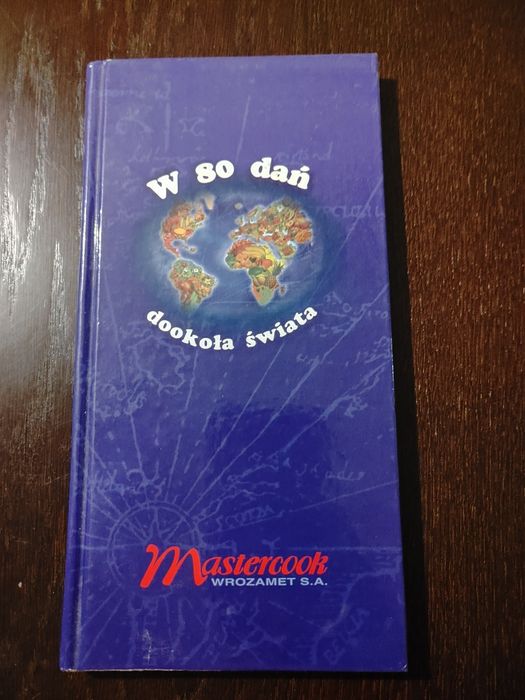 W 80 dań
dookoła świata
Mastercook
WROZAMET S.A.